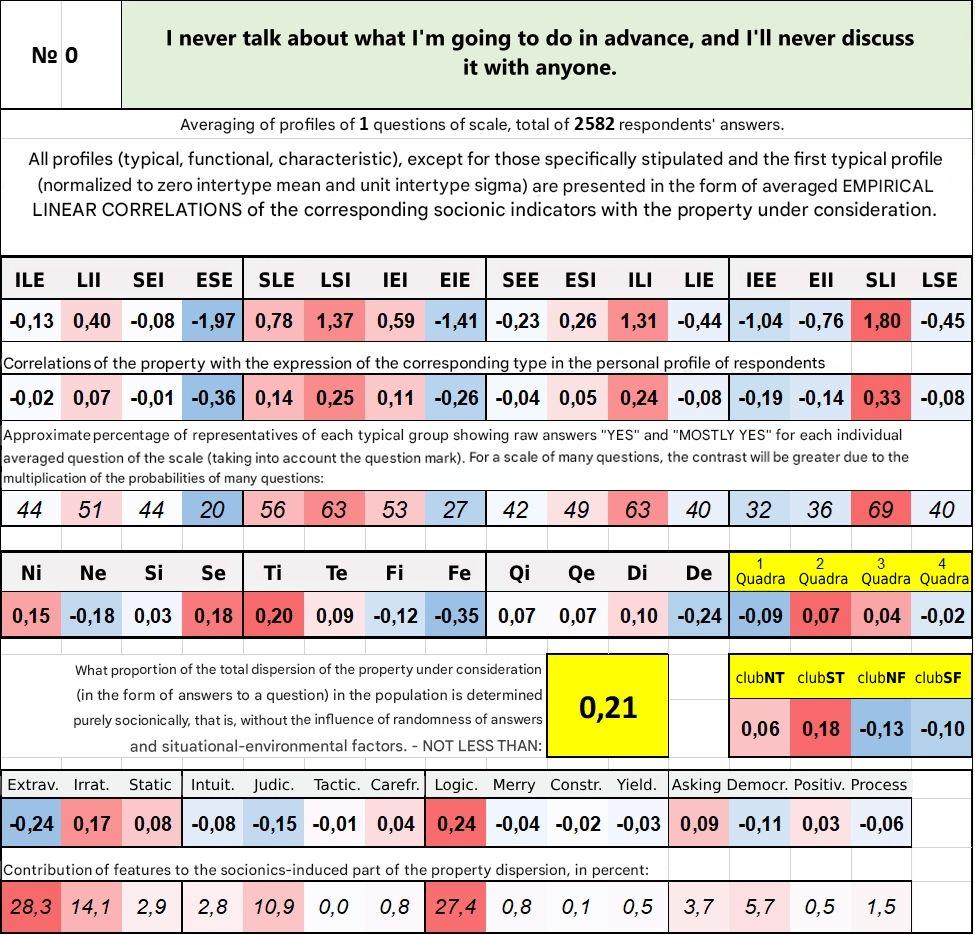 № 0
I never talk about what I'm going to do in advance, and I'll never discuss
it with anyone.
Averaging of profiles of 1 questions of scale, total of 2582 respondents' answers.
All profiles (typical, functional, characteristic), except for those specifically stipulated and the first typical profile
(normalized to zero intertype mean and unit intertype sigma) are presented in the form of averaged EMPIRICAL
LINEAR CORRELATIONS of the corresponding socionic indicators with the property under consideration.
ILE LII SEI ESE SLE LSI IEI EIE SEE ESI ILI LIE IEE EII SLI LSE
-0,13 0,40 -0,08 -1,97 0,78 1,37 0,59 -1,41 -0,23 0,26 1,31 -0,44 -1,04 -0,76 1,80 -0,45
Correlations of the property with the expression of the corresponding type in the personal profile of respondents
-0,02 0,07 -0,01 -0,36 0,14 0,25 0,11 -0,26 -0,04 0,05 0,24 -0,08 -0,19 -0,14 0,33 -0,08
Approximate percentage of representatives of each typical group showing raw answers "YES" and "MOSTLY YES" for each individual
averaged question of the scale (taking into account the question mark). For a scale of many questions, the contrast will be greater due to the
multiplication of the probabilities of many questions:
44 51 44 20 56 63 53 27 42 49 63 40 32 36 69 40
Ni Ne Si Se Ti Te Fi Fe Qi Qe Di De 1 Quadra 2 Quadra 3 Quadra 4 Quadra
0,15 -0,18 0,03 0,18 0,20 0,09 -0,12 -0,35 0,07 0,07 0,10 -0,24 -0,09 0,07 0,04 -0,02
What proportion of the total dispersion of the property under consideration
(in the form of answers to a question) in the population is determined
purely socionically, that is, without the influence of randomness of answers
and situational-environmental factors. - NOT LESS THAN:
0,21
clubNT clubST clubNF clubSF
0,06 0,18 -0,13 -0,10
Extrav. Irrat. Static Intuit. Judic. Tactic. Carefr. Logic. Merry Constr. Yield. Asking Democr. Positiv. Process
-0,24 0,17 0,08 -0,08 -0,15 -0,01 0,04 0,24 -0,04 -0,02 -0,03 0,09 -0,11 0,03 -0,06
Contribution of features to the socionics-induced part of the property dispersion, in percent:
28,3 14,1 2,9 2,8 10,9 0,0 0,8 27,4 0,8 0,1 0,5 3,7 5,7 0,5 1,5